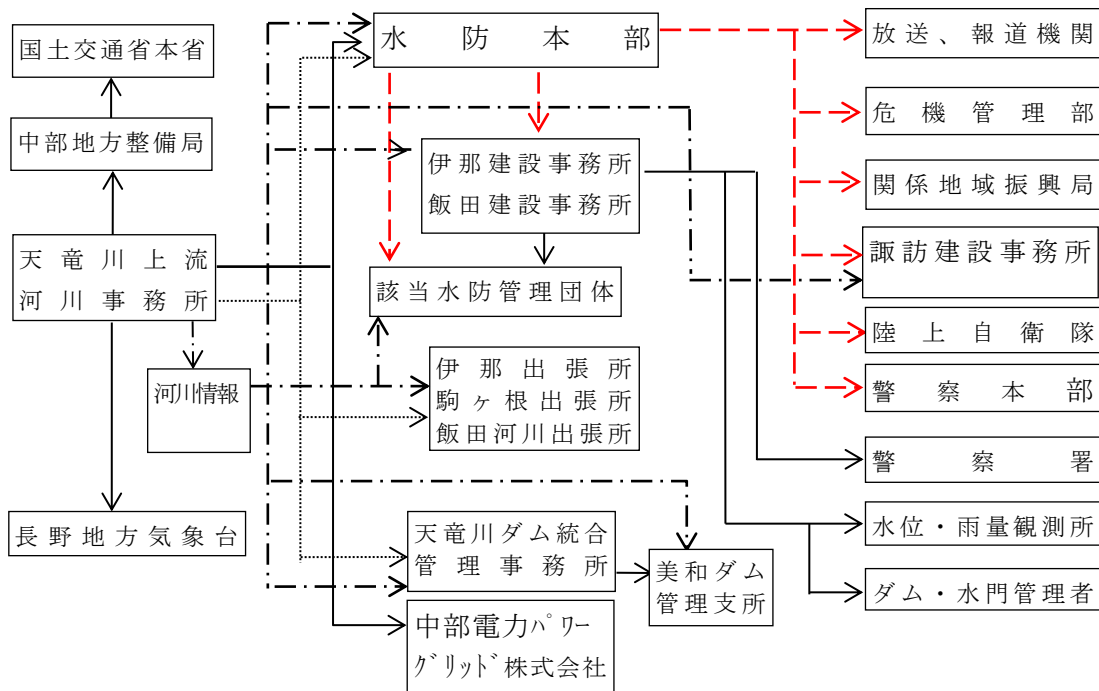 国土交通省本省
中部地方整備局
天竜川上流
河川事務所
河川情報
長野地方気象台
水防本部
伊那建設事務所
飯田建設事務所
該当水防管理団体
伊那出張所
駒ヶ根出張所
飯田河川出張所
天竜川ダム統合
管理事務所
中部電力ﾊﾟﾜｰ
ｸﾞﾘｯﾄﾞ株式会社
美和ダム
管理支所
放送、報道機関
危機管理部
関係地域振興局
諏訪建設事務所
陸上自衛隊
警察本部
警察署
水位・雨量観測所
ダム・水門管理者